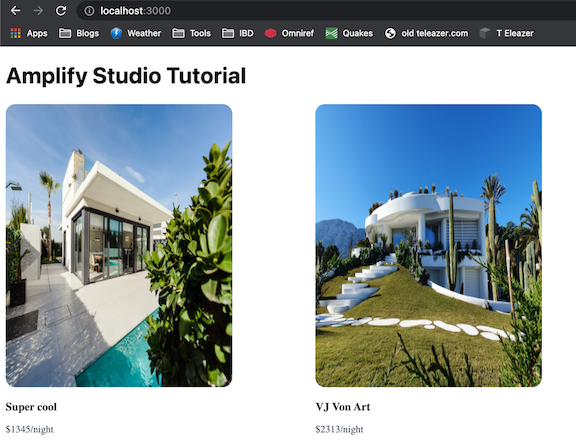 localhost:3000
Apps Blogs Weather Tools IBD Omniref Quakes old teleazer.com T Eleazer
Amplify Studio Tutorial
Super cool VJ Von Art
$1345/night $2313/night